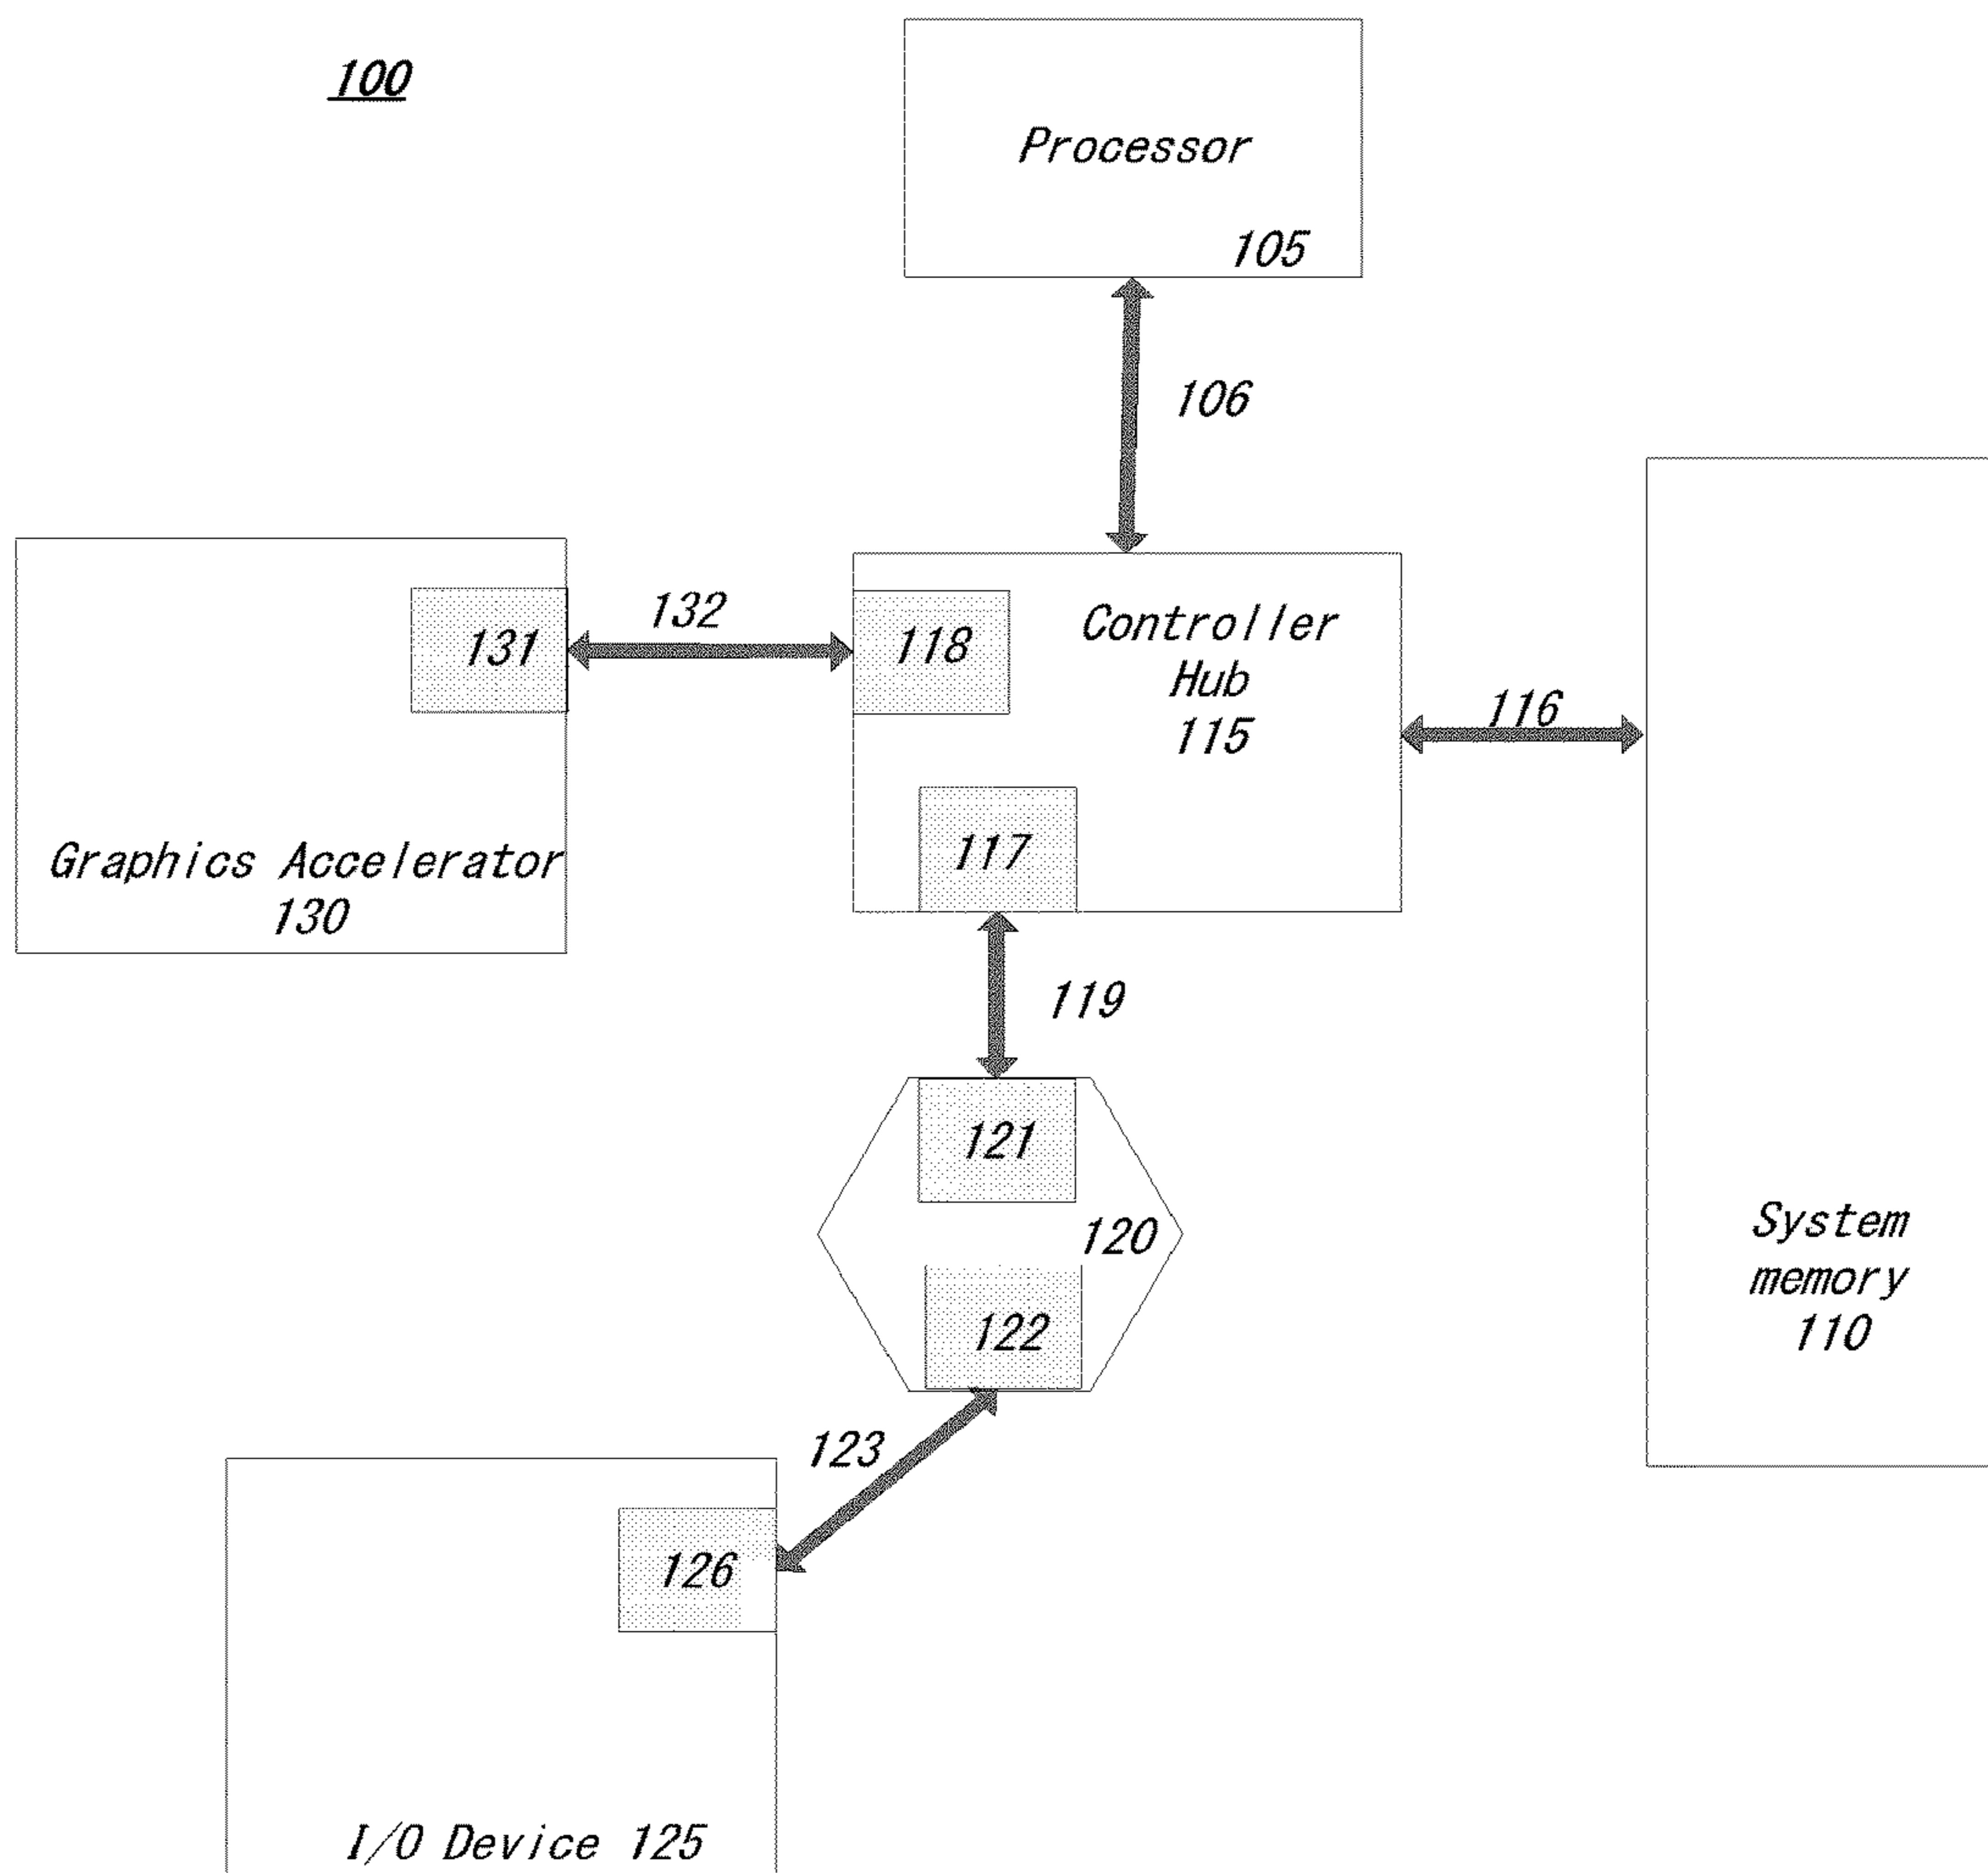 100
Processor
105
106
132
131
118
Controller
Hub
115
116
117
Graphics Accelerator
130
119
121
120
122
System
memory
110
123
126
I/O Device 125